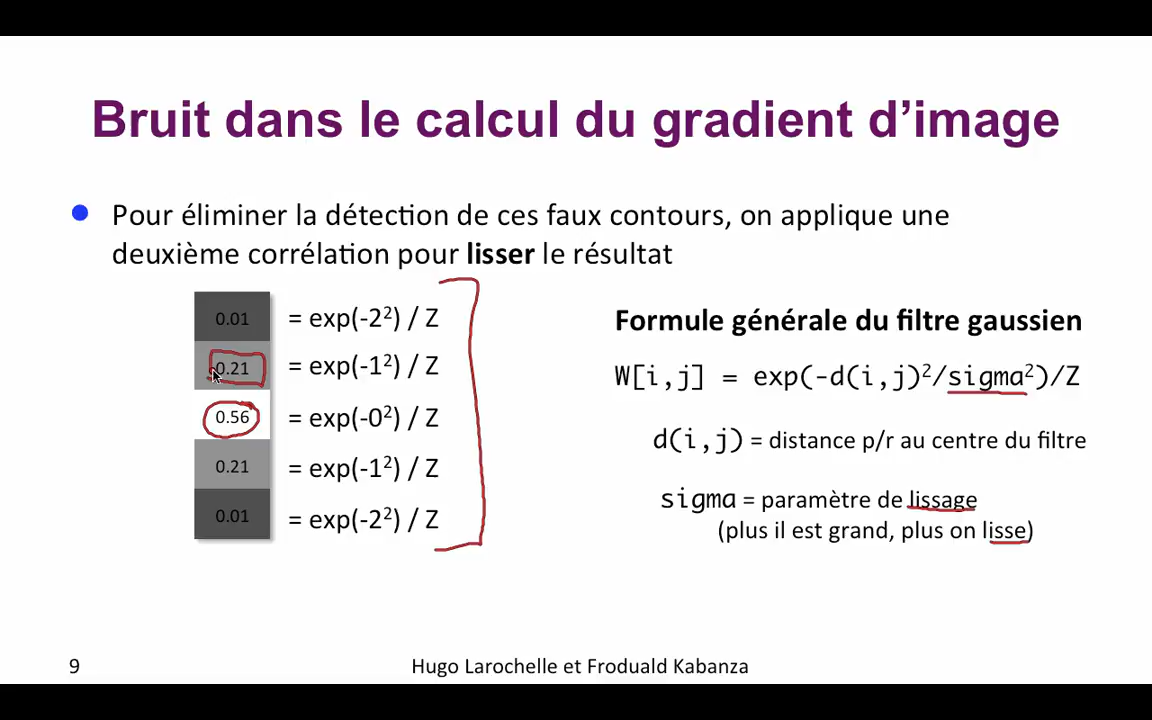 Bruit dans le calcul du gradient d’image
Pour éliminer la détection de ces faux contours, on applique une
deuxième corrélation pour lisser le résultat
0.01 = exp(-2²) / Z
0.21 = exp(-1²) / Z
0.56 = exp(-0²) / Z
0.21 = exp(-1²) / Z
0.01 = exp(-2²) / Z
Formule générale du filtre gaussien
W[i,j] = exp(-d(i,j)²/sigma²)/Z
d(i,j) = distance p/r au centre du filtre
sigma = paramètre de lissage
(plus il est grand, plus on lisse)
9
Hugo Larochelle et Froduald Kabanza